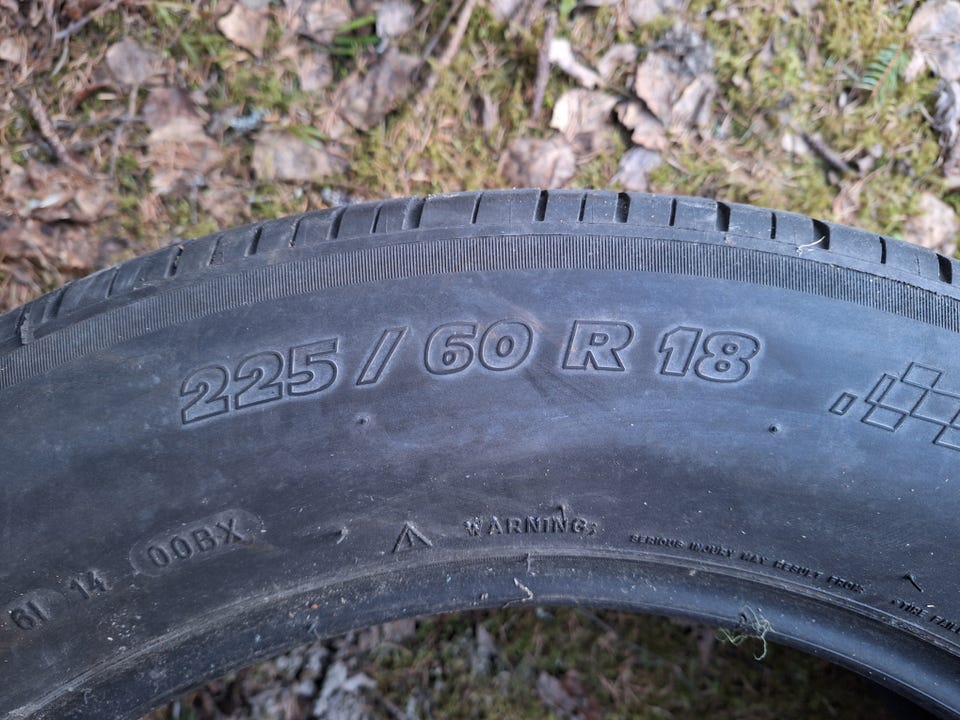 225 / 60 R 18
61 14 00BX
WARNING:
SERIOUS INJURY MAY RESULT FROM